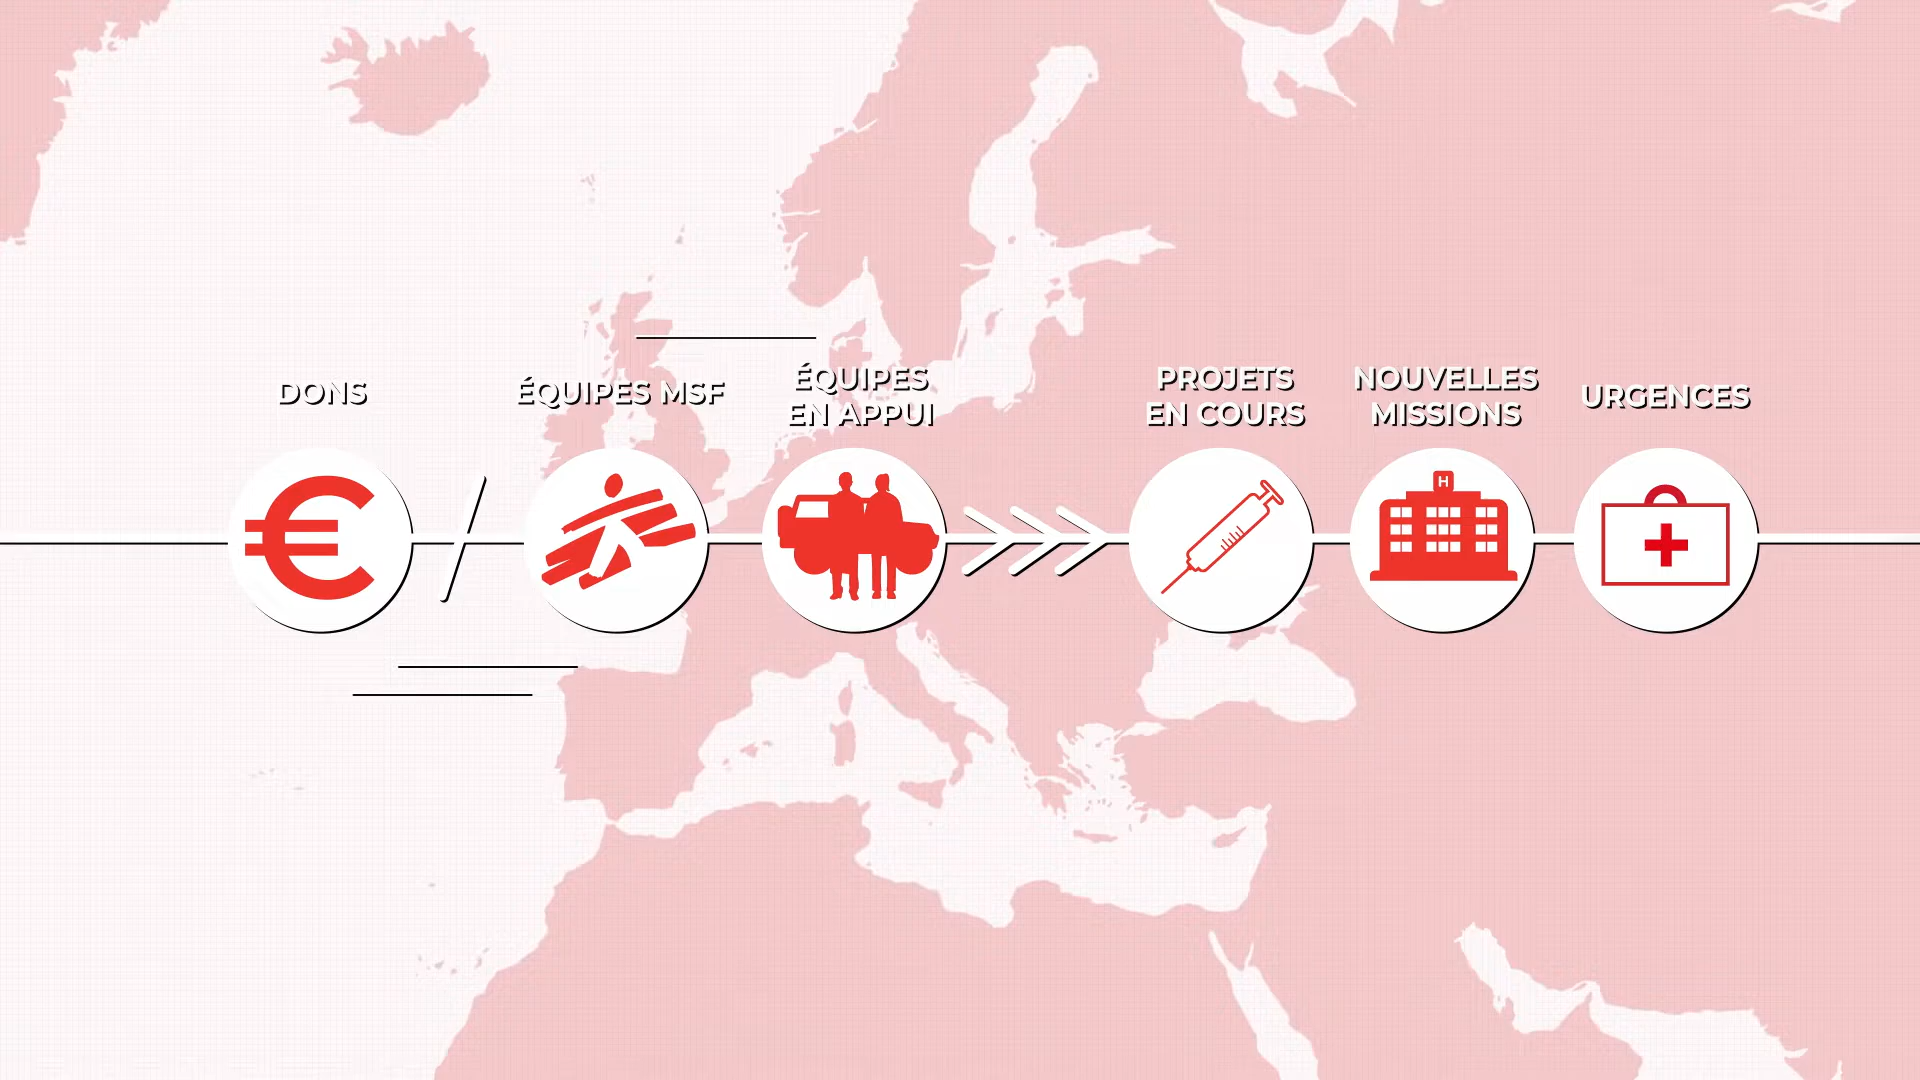 DONS
ÉQUIPES MSF
ÉQUIPES
EN APPUI
PROJETS
EN COURS
NOUVELLES
MISSIONS
URGENCES
H